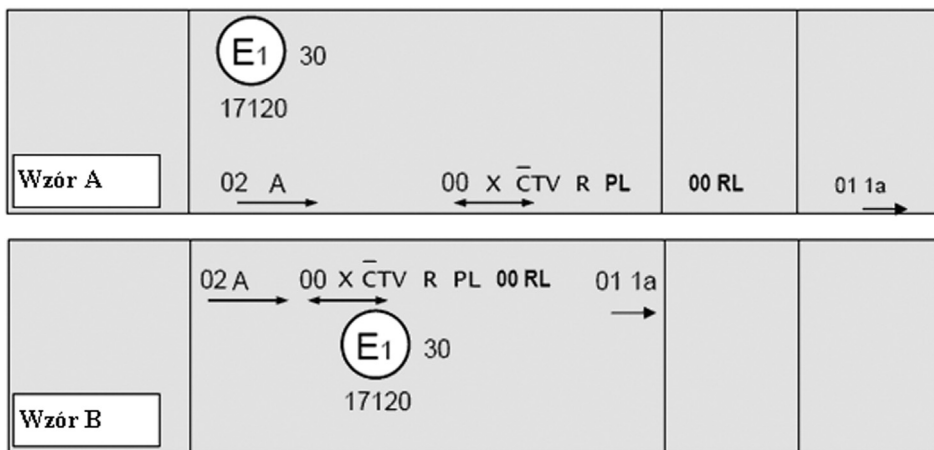 E1 30
17120
Wzór A
02 A 00 X C̅TV R PL 00 RL 01 1a
02 A 00 X C̅TV R PL 00 RL 01 1a
E1 30
17120
Wzór B